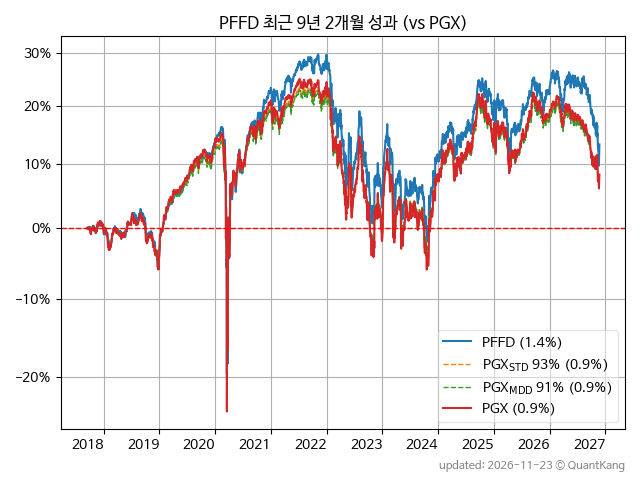 PFFD 최근 9년 2개월 성과 (vs PGX)
30%
20%
10%
0%
−10%
−20%
PFFD (1.4%)
PGX_STD 93% (0.9%)
PGX_MDD 91% (0.9%)
PGX (0.9%)
2018 2019 2020 2021 2022 2023 2024 2025 2026 2027
updated: 2026-11-23 © QuantKang